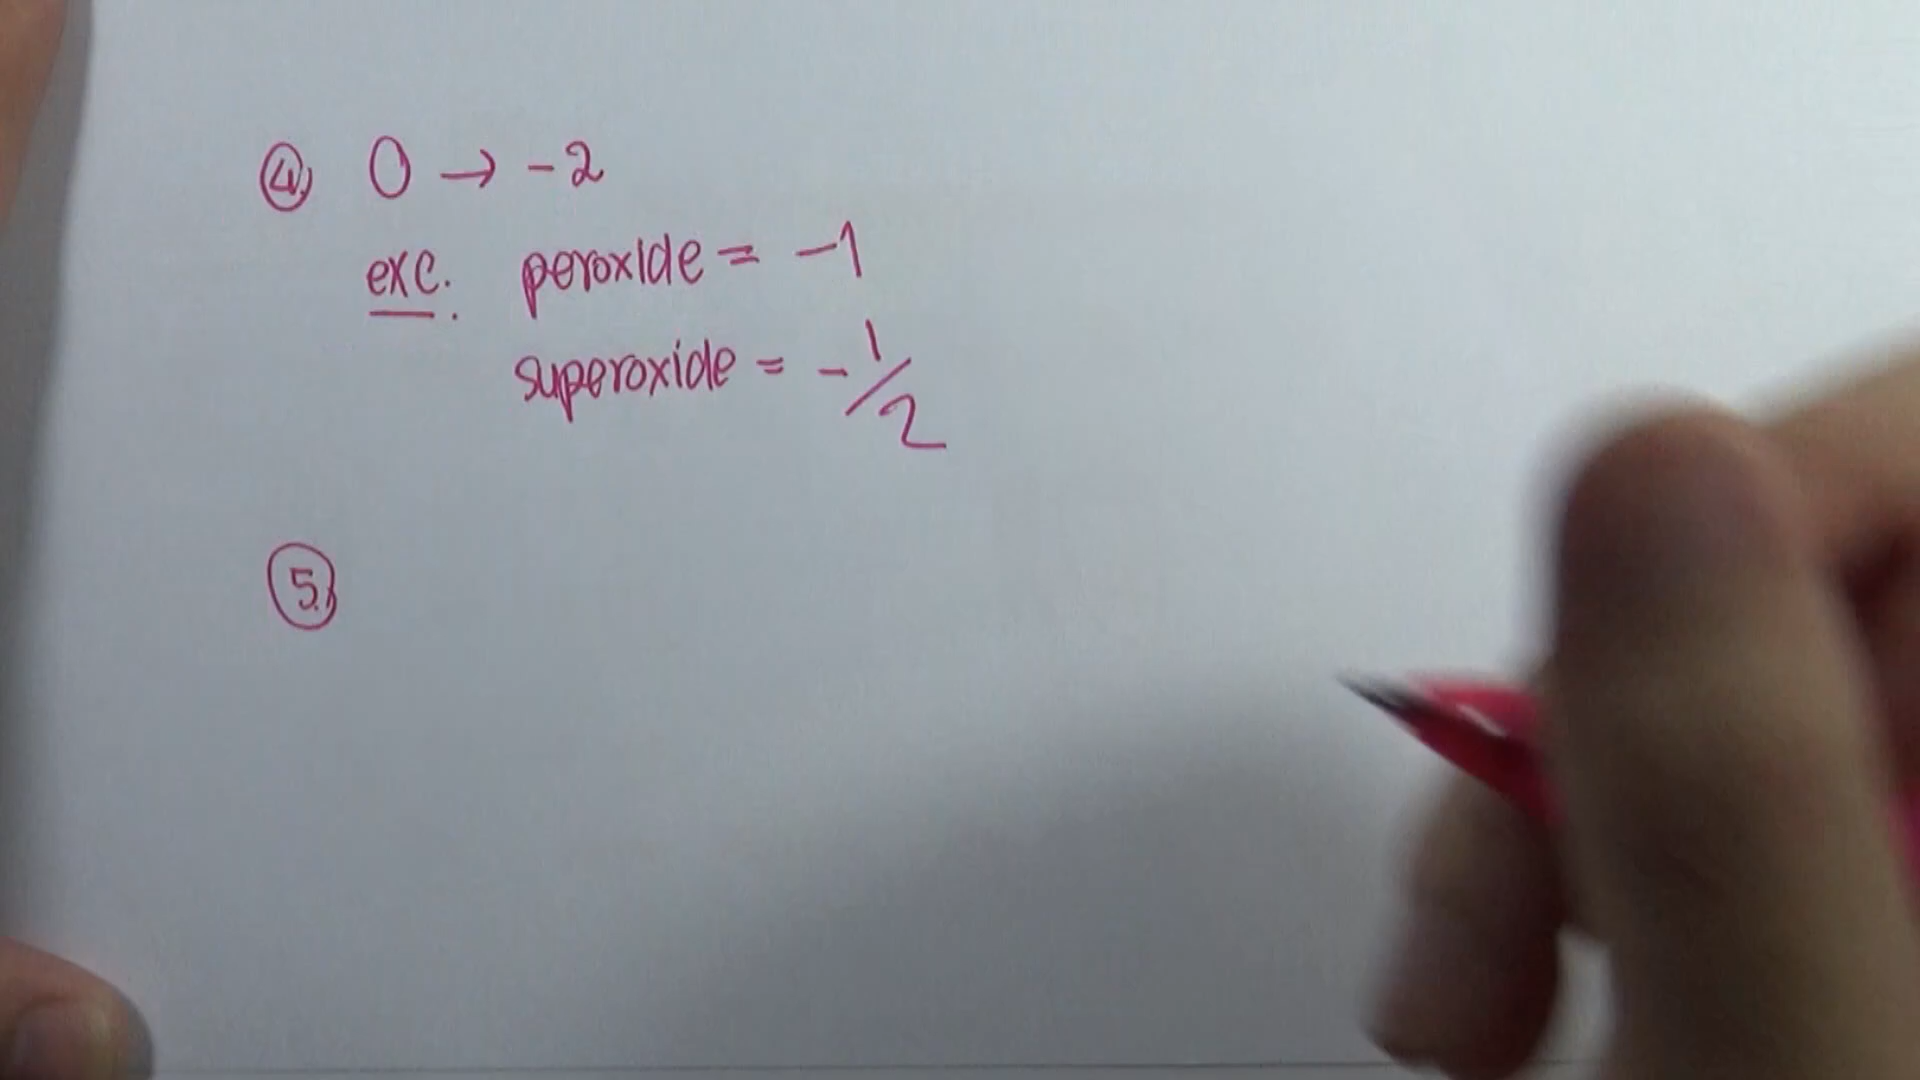 ④ O → -2
exc. peroxide = -1
superoxide = -1/2
⑤